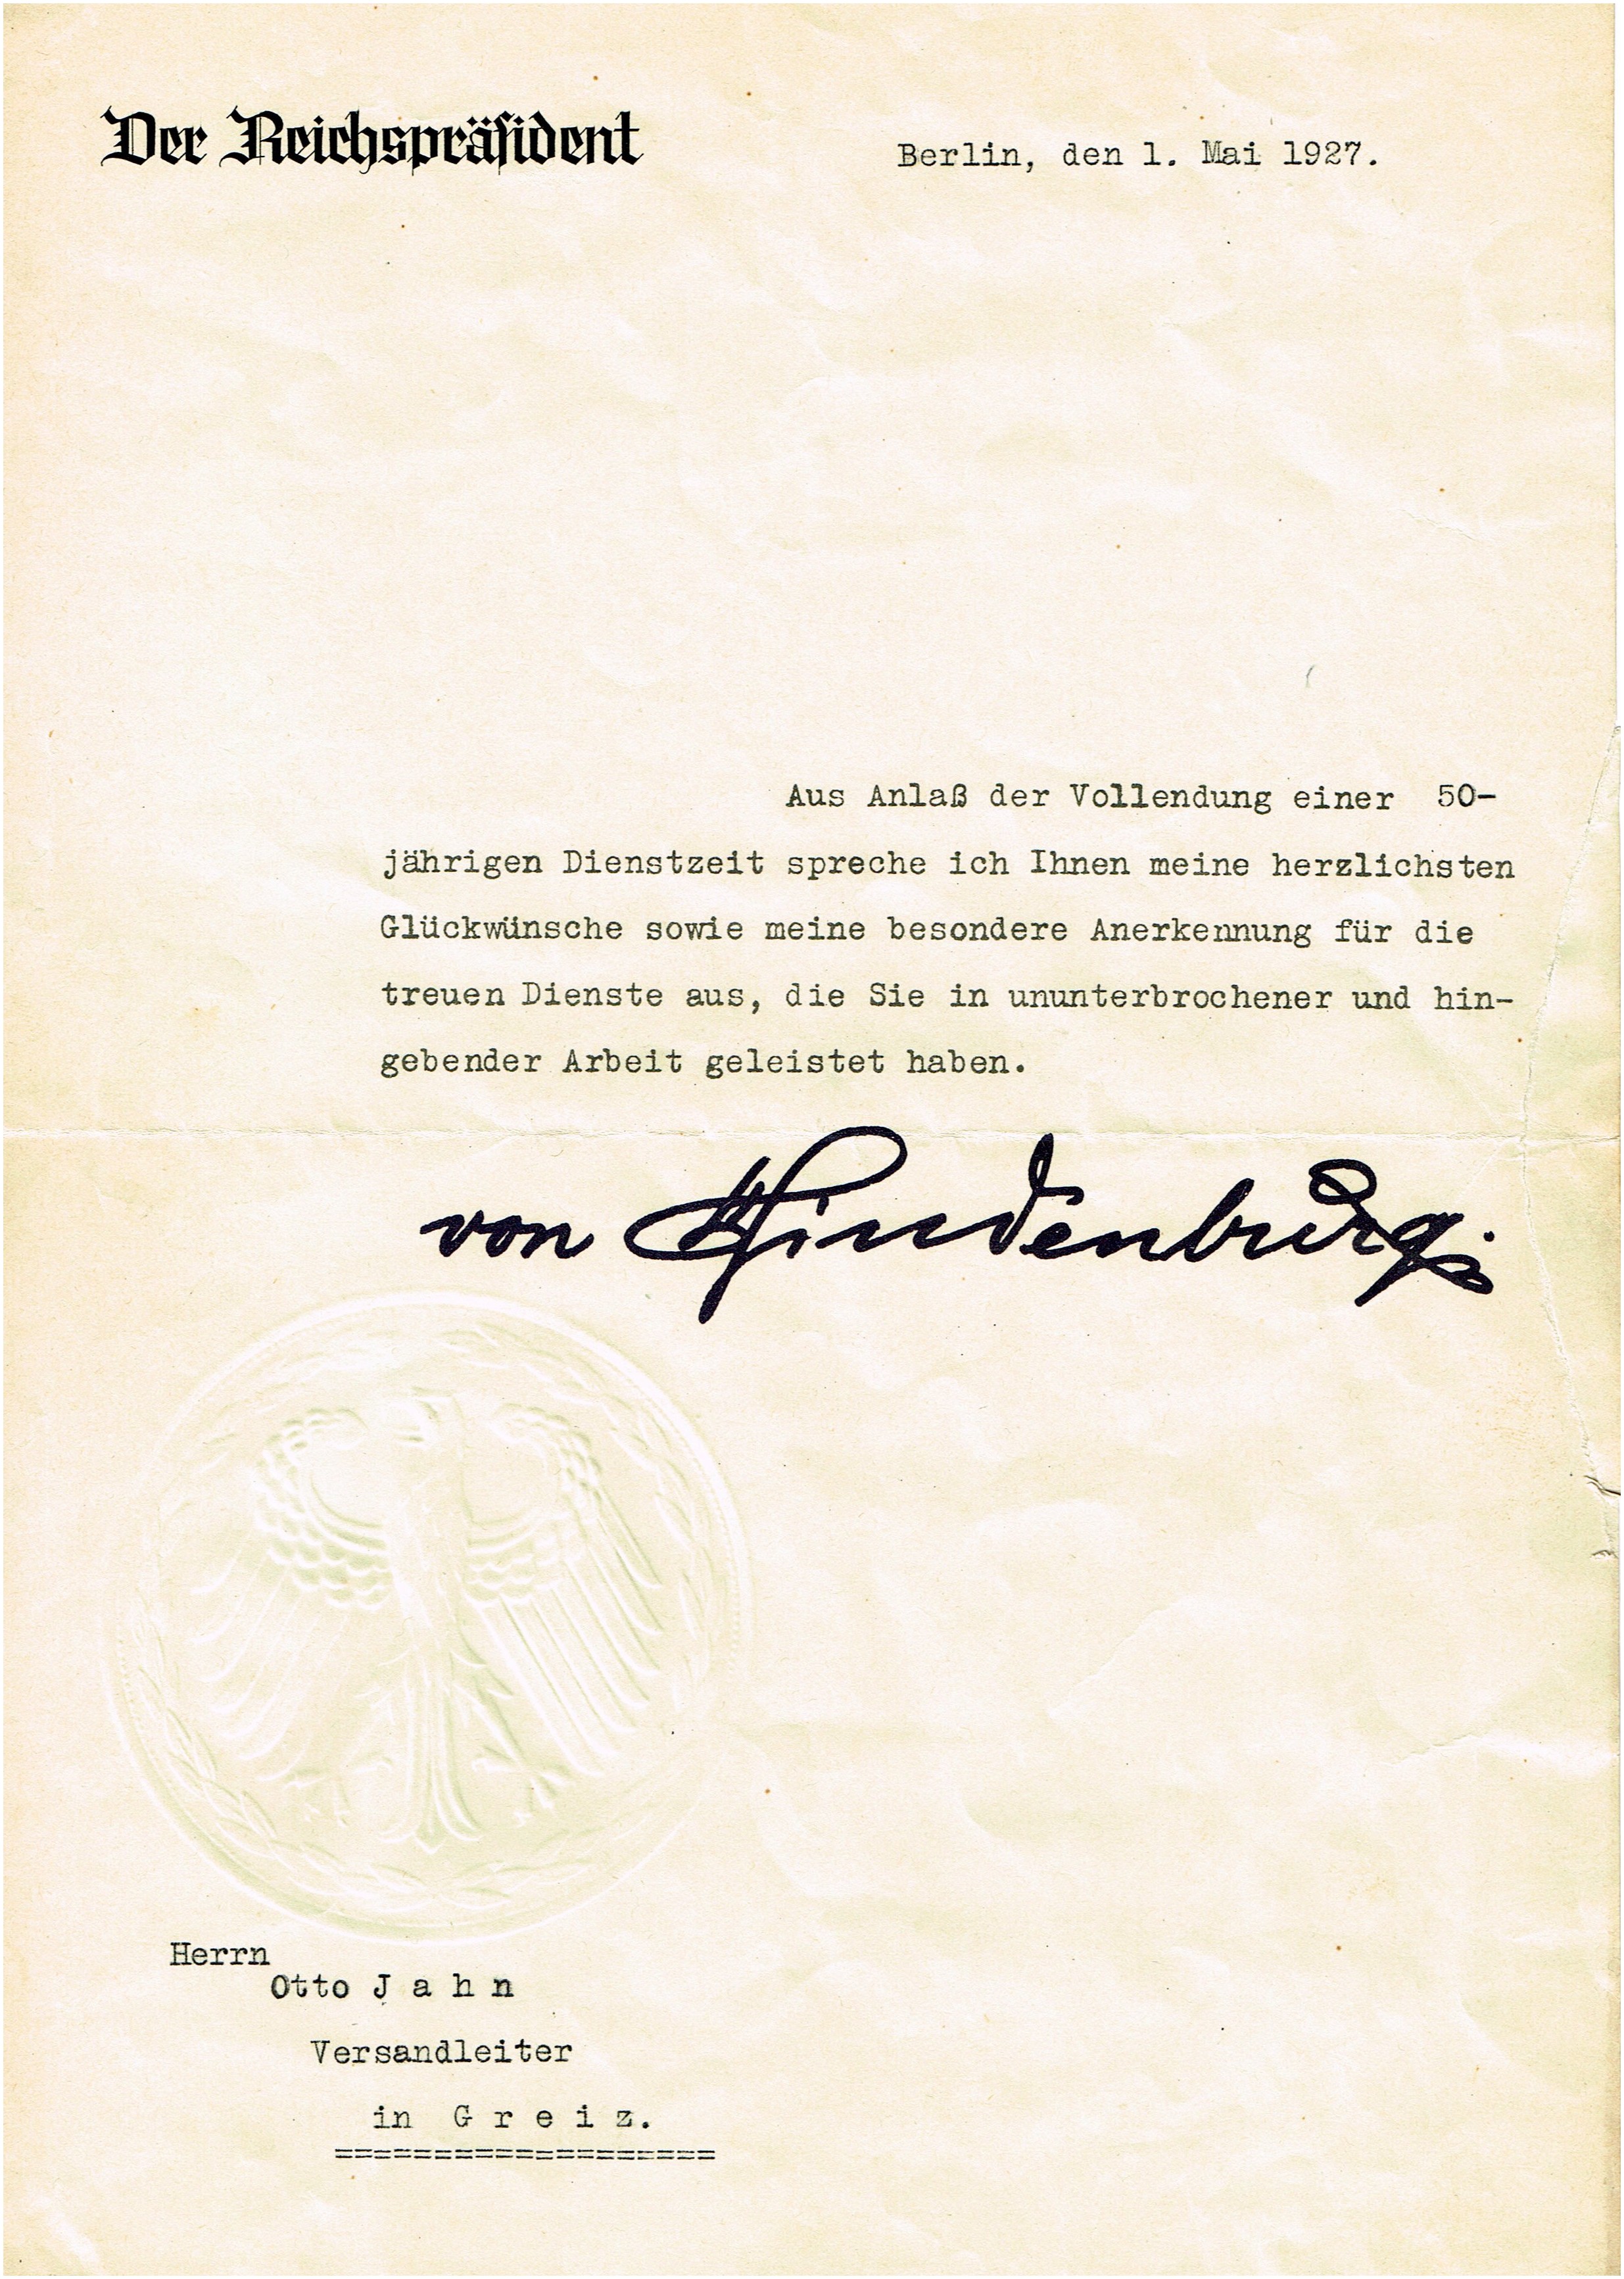 Der Reichspräsident
Berlin, den 1. Mai 1927.
Aus Anlaß der Vollendung einer 50-
jährigen Dienstzeit spreche ich Ihnen meine herzlichsten
Glückwünsche sowie meine besondere Anerkennung für die
treuen Dienste aus, die Sie in ununterbrochener und hin-
gebender Arbeit geleistet haben.
von Hindenburg.
Herrn
Otto J a h n
Versandleiter
in G r e i z.
===================